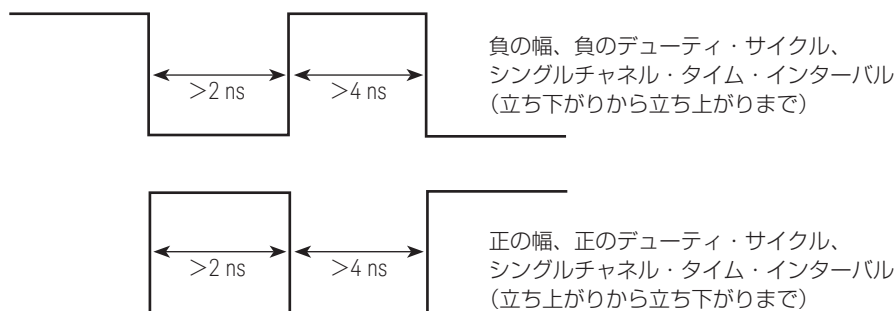 負の幅、負のデューティ・サイクル、
シングルチャネル・タイム・インターバル
(立ち下がりから立ち上がりまで)
>2 ns
>4 ns
正の幅、正のデューティ・サイクル、
シングルチャネル・タイム・インターバル
(立ち上がりから立ち下がりまで)
>2 ns
>4 ns